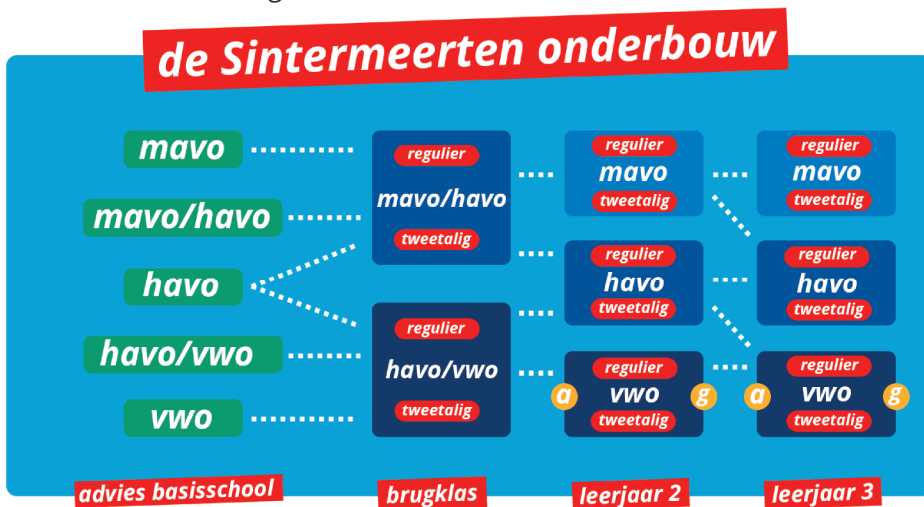 de Sintermeerten onderbouw
mavo
mavo/havo
havo
havo/vwo
vwo
advies basisschool
regulier
mavo/havo
tweetalig
regulier
havo/vwo
tweetalig
brugklas
regulier
mavo
tweetalig
regulier
havo
tweetalig
regulier
a vwo g
tweetalig
leerjaar 2
regulier
mavo
tweetalig
regulier
havo
tweetalig
regulier
a vwo g
tweetalig
leerjaar 3